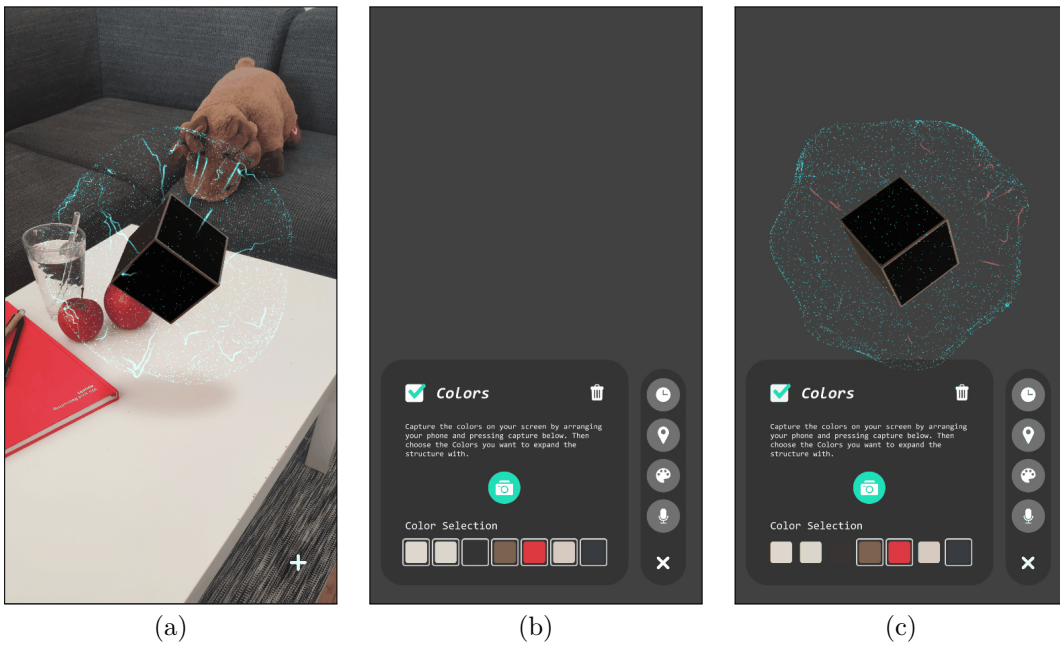 Colors
Capture the colors on your screen by arranging
your phone and pressing capture below. Then
choose the Colors you want to expand the
structure with.
Color Selection
Colors
Capture the colors on your screen by arranging
your phone and pressing capture below. Then
choose the Colors you want to expand the
structure with.
Color Selection
(a)
(b)
(c)